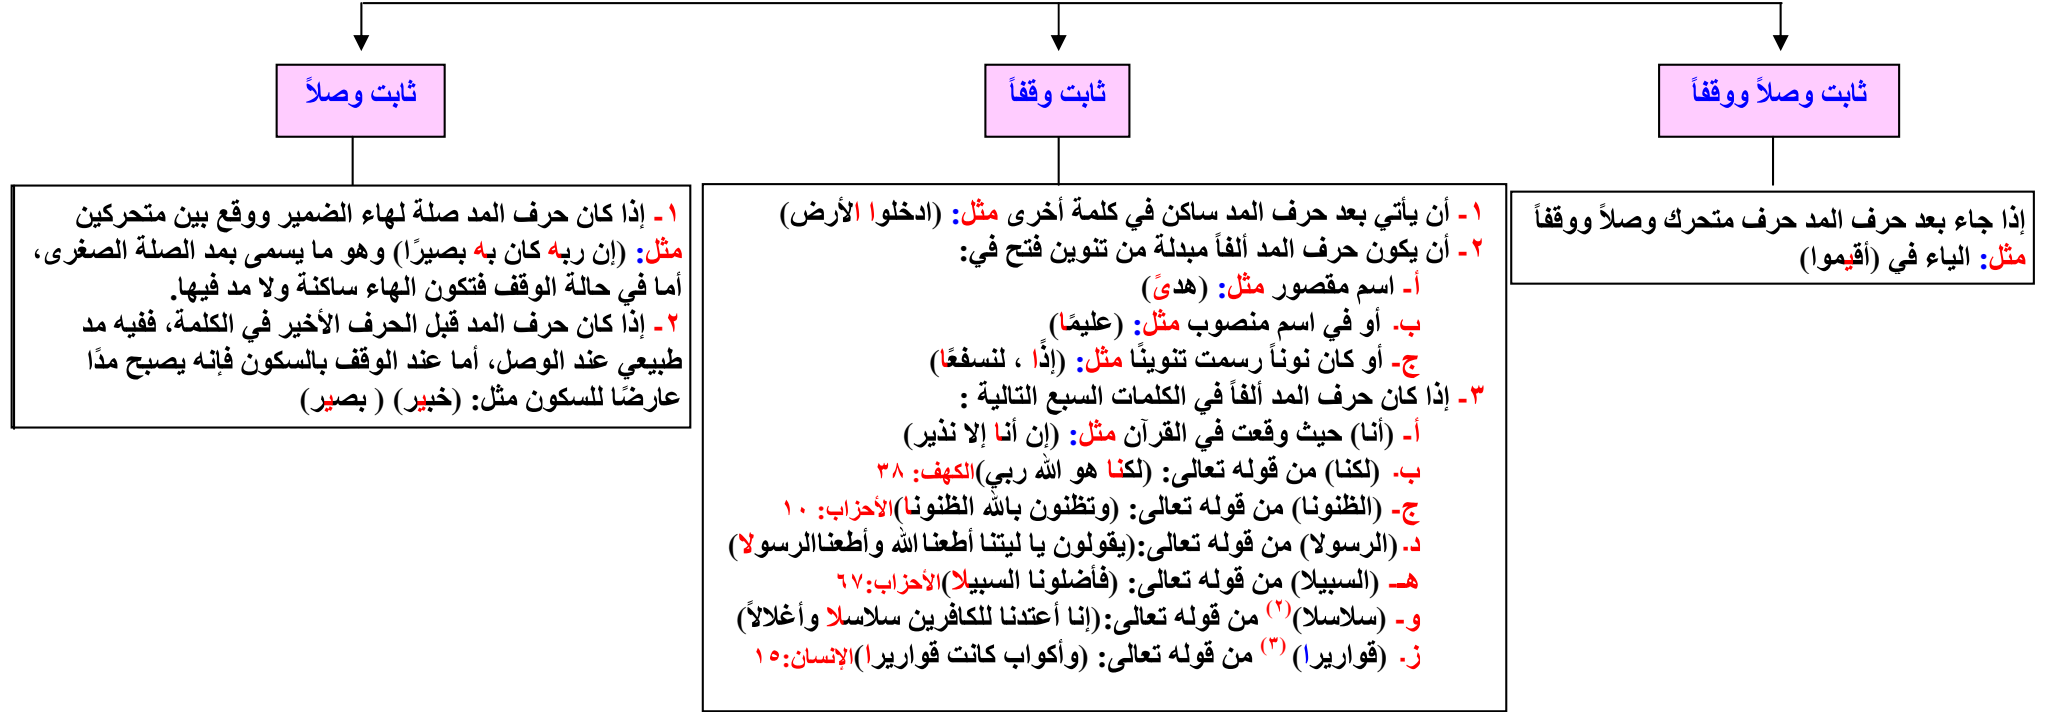 ثابت وصلاً ووقفاً
إذا جاء بعد حرف المد حرف متحرك وصلاً ووقفاً
مثل: الياء في (أقيموا)
ثابت وقفاً
١- أن يأتي بعد حرف المد ساكن في كلمة أخرى مثل: (ادخلوا الأرض)
٢- أن يكون حرف المد ألفاً مبدلة من تنوين فتح في:
أ- اسم مقصور مثل: (هدىً)
ب- أو في اسم منصوب مثل: (عليمًا)
ج- أو كان نوناً رسمت تنوينًا مثل: (إذًا ، لنسفعًا)
٣- إذا كان حرف المد ألفاً في الكلمات السبع التالية :
أ- (أنا) حيث وقعت في القرآن مثل: (إن أنا إلا نذير)
ب- (لكنا) من قوله تعالى: (لكنا هو الله ربي)الكهف: ٣٨
ج- (الظنونا) من قوله تعالى: (وتظنون بالله الظنونا)الأحزاب: ١٠
د- (الرسولا) من قوله تعالى:(يقولون يا ليتنا أطعنا الله وأطعناالرسولا)
هـ- (السبيلا) من قوله تعالى: (فأضلونا السبيلا)الأحزاب:٦٧
و- (سلاسلا)(٢) من قوله تعالى:(إنا أعتدنا للكافرين سلاسلا وأغلالاً)
ز- (قواريرا) (٣) من قوله تعالى: (وأكواب كانت قواريرا)الإنسان:١٥
ثابت وصلاً
١- إذا كان حرف المد صلة لهاء الضمير ووقع بين متحركين
مثل: (إن ربه كان به بصيرًا) وهو ما يسمى بمد الصلة الصغرى،
أما في حالة الوقف فتكون الهاء ساكنة ولا مد فيها.
٢- إذا كان حرف المد قبل الحرف الأخير في الكلمة، ففيه مد
طبيعي عند الوصل، أما عند الوقف بالسكون فإنه يصبح مدًا
عارضًا للسكون مثل: (خبير) ( بصير)